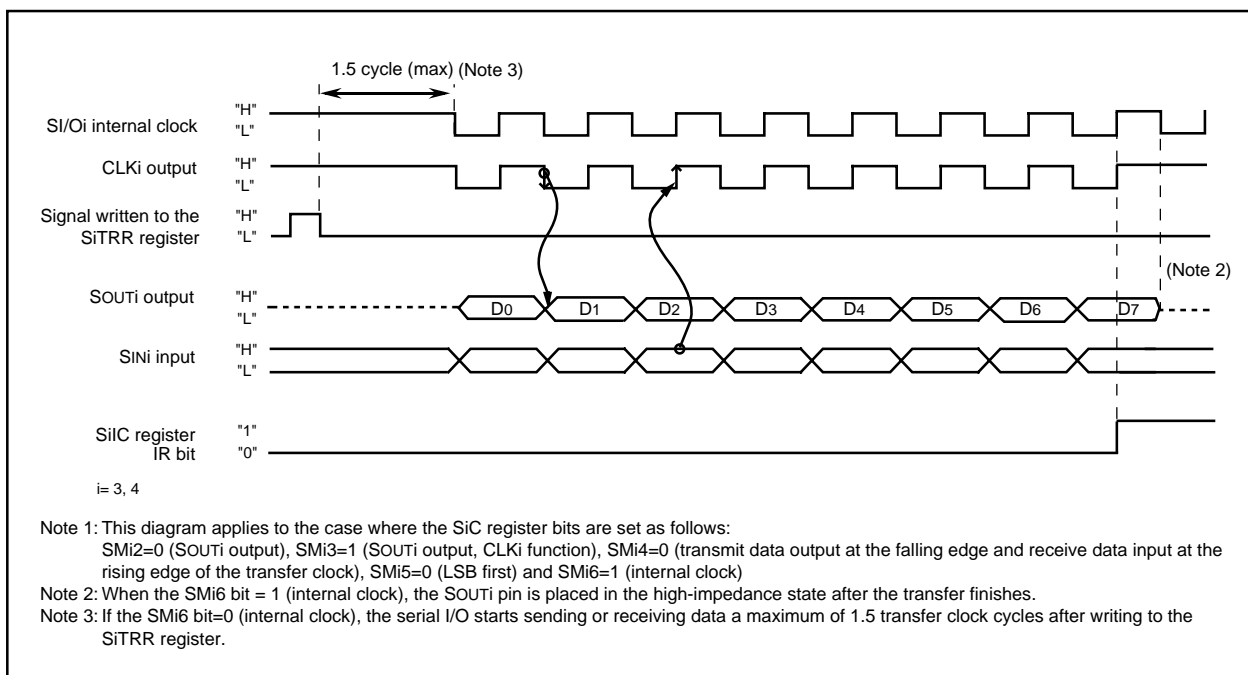 1.5 cycle (max) (Note 3)
SI/Oi internal clock "H" "L"
CLKi output "H" "L"
Signal written to the SiTRR register "H" "L"
(Note 2)
SOUTi output "H" "L" D0 D1 D2 D3 D4 D5 D6 D7
SINi input "H" "L"
SiIC register IR bit "1" "0"
i= 3, 4
Note 1: This diagram applies to the case where the SiC register bits are set as follows:
SMi2=0 (SOUTi output), SMi3=1 (SOUTi output, CLKi function), SMi4=0 (transmit data output at the falling edge and receive data input at the
rising edge of the transfer clock), SMi5=0 (LSB first) and SMi6=1 (internal clock)
Note 2: When the SMi6 bit = 1 (internal clock), the SOUTi pin is placed in the high-impedance state after the transfer finishes.
Note 3: If the SMi6 bit=0 (internal clock), the serial I/O starts sending or receiving data a maximum of 1.5 transfer clock cycles after writing to the
SiTRR register.